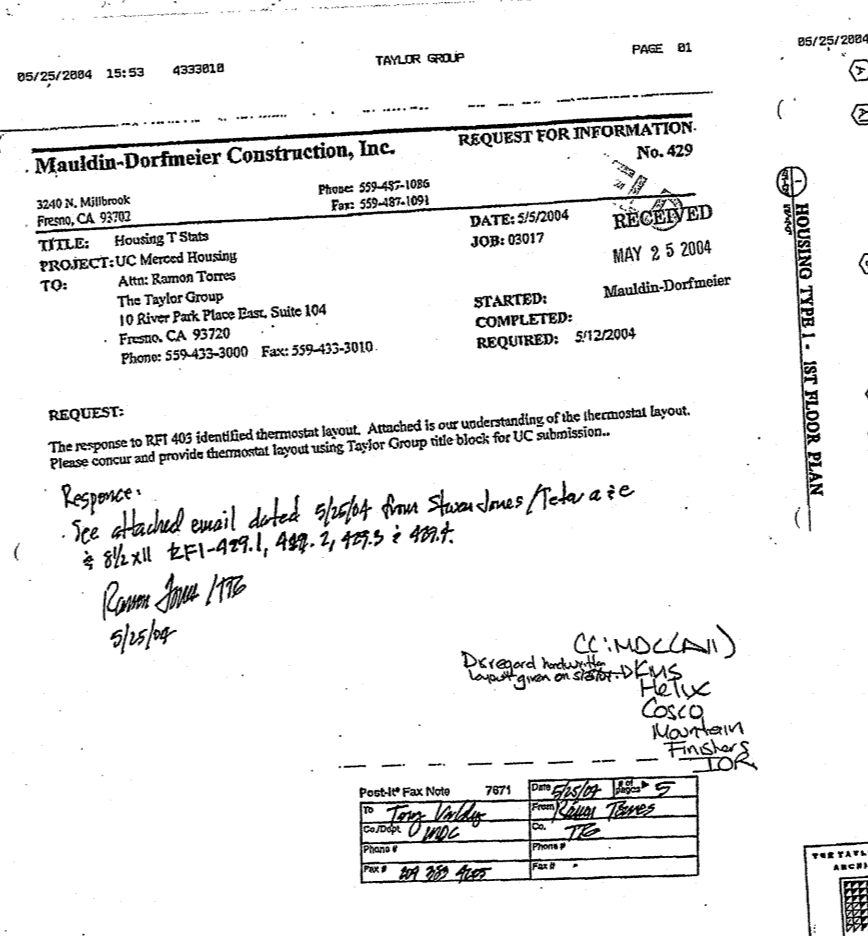 05/25/2004 15:53 4333010 TAYLOR GROUP PAGE 01
05/25/2004
Mauldin-Dorfmeier Construction, Inc.
REQUEST FOR INFORMATION
No. 429
3240 N. Millbrook
Fresno, CA 93702
Phone: 559-487-1086
Fax: 559-487-1091
TITLE: Housing T Stats
PROJECT: UC Merced Housing
TO: Attn: Ramon Torres
The Taylor Group
10 River Park Place East, Suite 104
Fresno, CA 93720
Phone: 559-433-3000 Fax: 559-433-3010
DATE: 5/5/2004
JOB: 03017
RECEIVED
MAY 25 2004
Mauldin-Dorfmeier
STARTED:
COMPLETED:
REQUIRED: 5/12/2004
REQUEST:
The response to RFI 403 identified thermostat layout. Attached is our understanding of the thermostat layout.
Please concur and provide thermostat layout using Taylor Group title block for UC submission..
Responce:
See attached email dated 5/25/04 from Steven Jones/Teter a & e
& 8½ x11 RFI-429.1, 429.2, 429.3 & 429.4.
/TTG
5/25/04
CC: MDC (All)
Disregard handwritten
layout given on DKMS
Helix
Cosco
Mountain
Finishers
IOR
Post-It® Fax Note 7671 Date 5/25/04 # of pages 5
To Tony From Ramon Torres
Co./Dept. MDC Co. TTG
Phone # Phone #
Fax # 209 383 Fax #
HOUSING TYPE 1 - 1ST FLOOR PLAN
THE TAYL
ARCHI